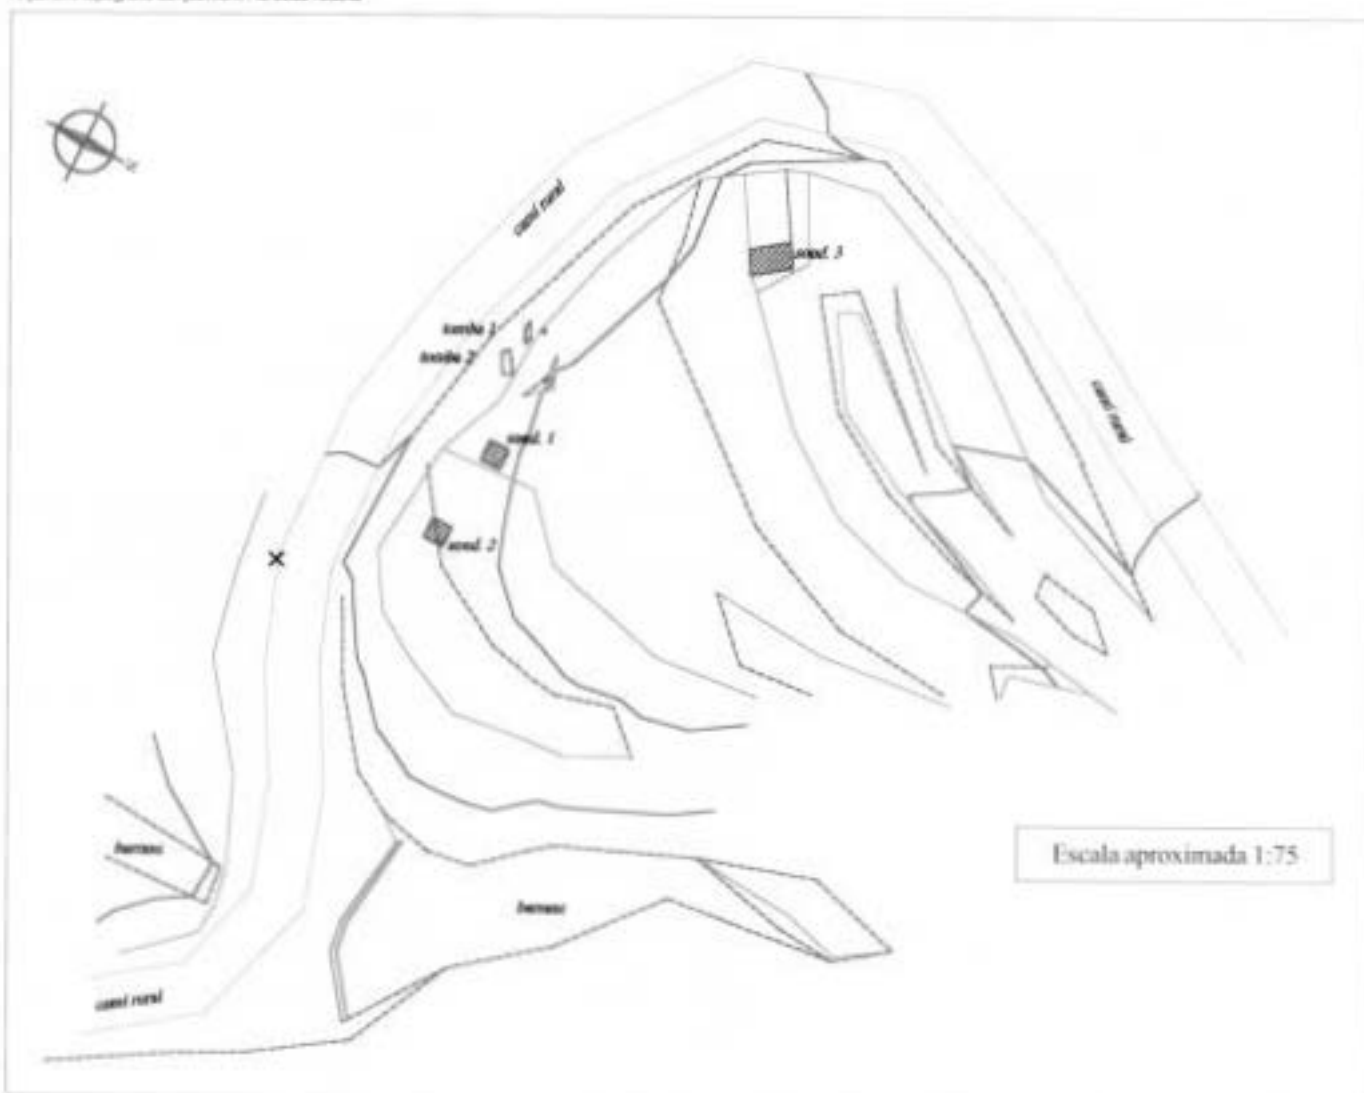 camí rural
sond. 3
tomba 1
tomba 2
camí rural
sond. 1
sond. 2
barranc
Escala aproximada 1:75
barranc
camí rural